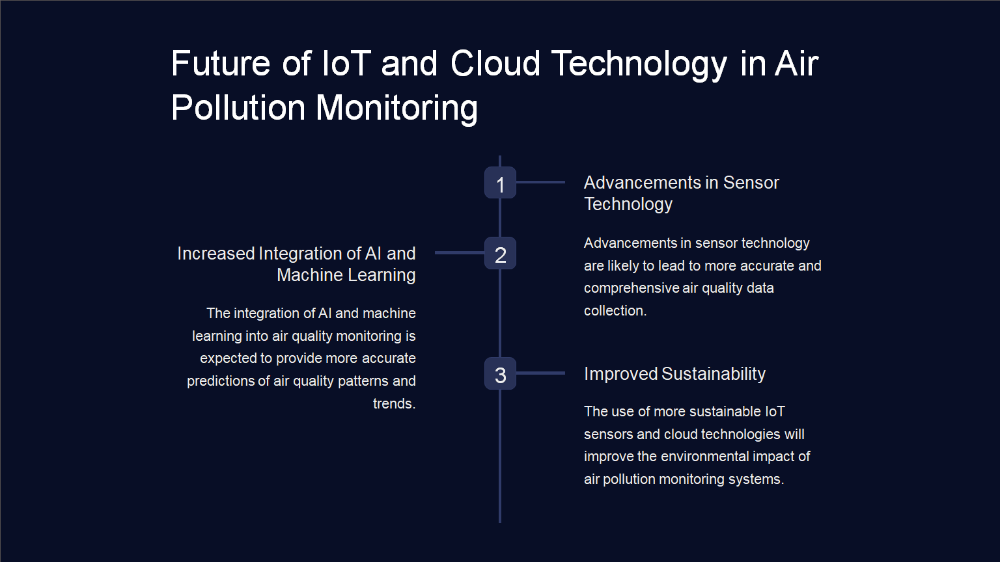 Future of IoT and Cloud Technology in Air
Pollution Monitoring
1
Advancements in Sensor
Technology
Advancements in sensor technology
are likely to lead to more accurate and
comprehensive air quality data
collection.
2
Increased Integration of AI and
Machine Learning
The integration of AI and machine
learning into air quality monitoring is
expected to provide more accurate
predictions of air quality patterns and
trends.
3
Improved Sustainability
The use of more sustainable IoT
sensors and cloud technologies will
improve the environmental impact of
air pollution monitoring systems.